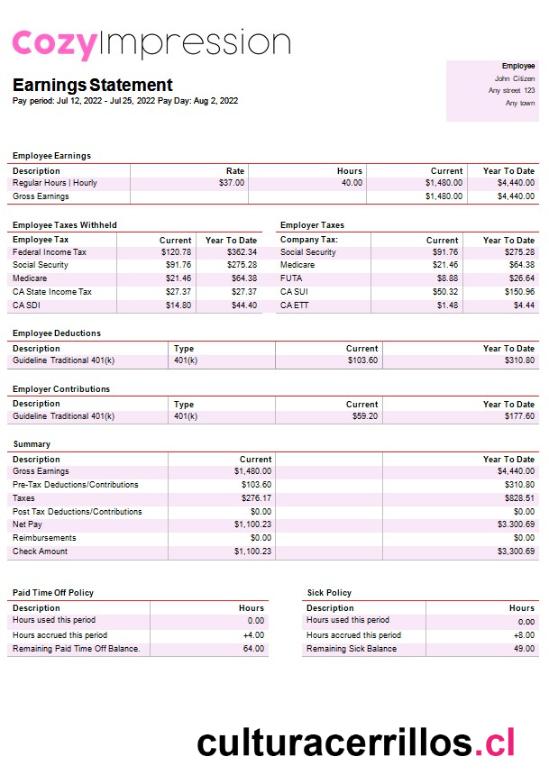 CozyImpression
Earnings Statement
Pay period: Jul 12, 2022 - Jul 25, 2022 Pay Day: Aug 2, 2022
Employee
John Citizen
Any street 123
Any town
Employee Earnings
Description Rate Hours Current Year To Date
Regular Hours | Hourly $37.00 40.00 $1,480.00 $4,440.00
Gross Earnings $1,480.00 $4,440.00
Employee Taxes Withheld
Employee Tax Current Year To Date
Federal Income Tax $120.78 $362.34
Social Security $91.76 $275.28
Medicare $21.46 $64.38
CA State Income Tax $27.37 $27.37
CA SDI $14.80 $44.40
Employer Taxes
Company Tax: Current Year To Date
Social Security $91.76 $275.28
Medicare $21.46 $64.38
FUTA $8.88 $26.64
CA SUI $50.32 $150.96
CA ETT $1.48 $4.44
Employee Deductions
Description Type Current Year To Date
Guideline Traditional 401(k) 401(k) $103.60 $310.80
Employer Contributions
Description Type Current Year To Date
Guideline Traditional 401(k) 401(k) $59.20 $177.60
Summary
Description Current Year To Date
Gross Earnings $1,480.00 $4,440.00
Pre-Tax Deductions/Contributions $103.60 $310.80
Taxes $276.17 $828.51
Post Tax Deductions/Contributions $0.00 $0.00
Net Pay $1,100.23 $3.300.69
Reimbursements $0.00 $0.00
Check Amount $1,100.23 $3,300.69
Paid Time Off Policy
Description Hours
Hours used this period 0.00
Hours accrued this period +4.00
Remaining Paid Time Off Balance. 64.00
Sick Policy
Description Hours
Hours used this period 0.00
Hours accrued this period +8.00
Remaining Sick Balance 49.00
culturacerrillos.cl